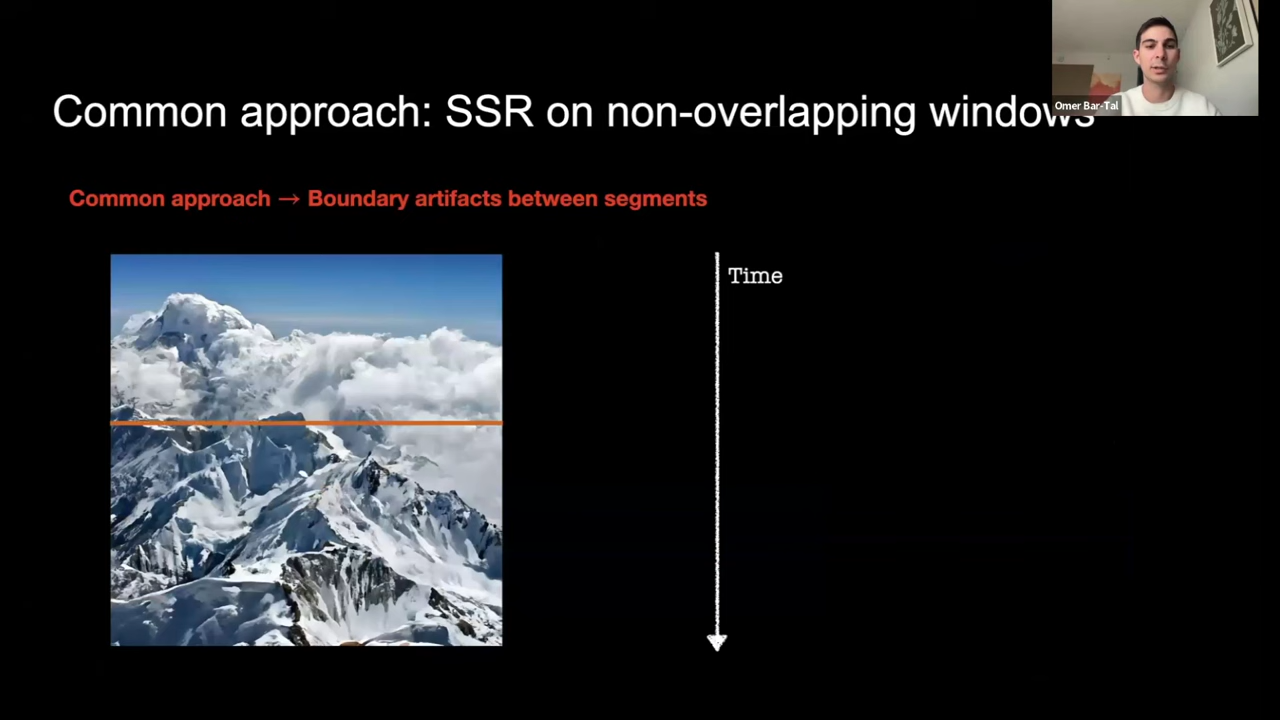 Common approach: SSR on non-overlapping windows
Omer Bar-Tal
Common approach → Boundary artifacts between segments
Time